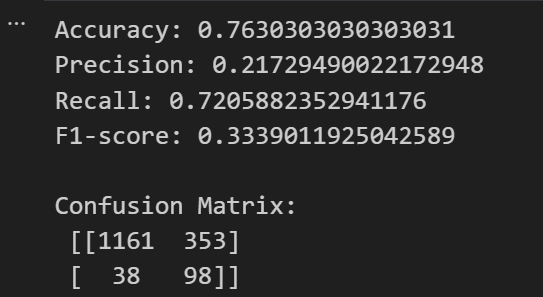 ...
Accuracy: 0.7630303030303031
Precision: 0.21729490022172948
Recall: 0.7205882352941176
F1-score: 0.3339011925042589
Confusion Matrix:
[[1161 353]
[ 38 98]]